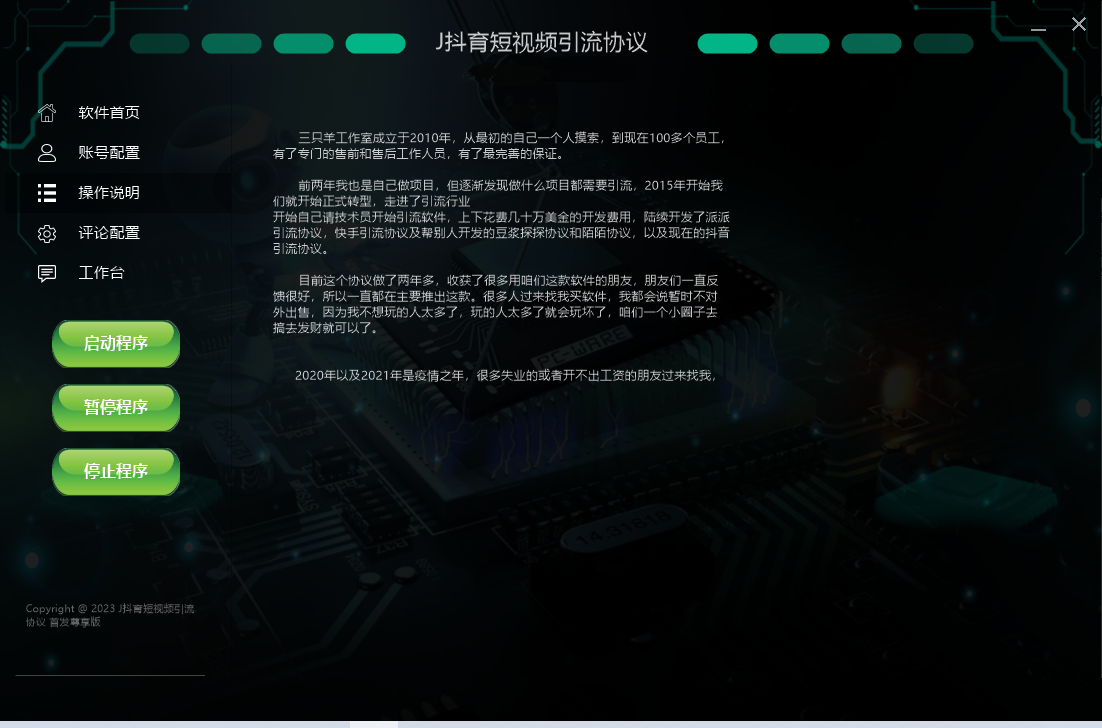 J抖育短视频引流协议
软件首页
账号配置
操作说明
评论配置
工作台
启动程序
暂停程序
停止程序
三只羊工作室成立于2010年，从最初的自己一个人摸索，到现在100多个员工，
有了专门的售前和售后工作人员，有了最完善的保证。
前两年我也是自己做项目，但逐渐发现做什么项目都需要引流，2015年开始我
们就开始正式转型，走进了引流行业
开始自己请技术员开始引流软件，上下花费几十万美金的开发费用，陆续开发了派派
引流协议，快手引流协议及帮别人开发的豆浆探探协议和陌陌协议，以及现在的抖音
引流协议。
目前这个协议做了两年多，收获了很多用咱们这款软件的朋友，朋友们一直反
馈很好，所以一直都在主要推出这款。很多人过来找我买软件，我都会说暂时不对
外出售，因为我不想玩的人太多了，玩的人太多了就会玩坏了，咱们一个小圈子去
搞去发财就可以了。
2020年以及2021年是疫情之年，很多失业的或者开不出工资的朋友过来找我，
PC-WARE
14.31818
Copyright @ 2023 J抖育短视频引流
协议 首发尊享版